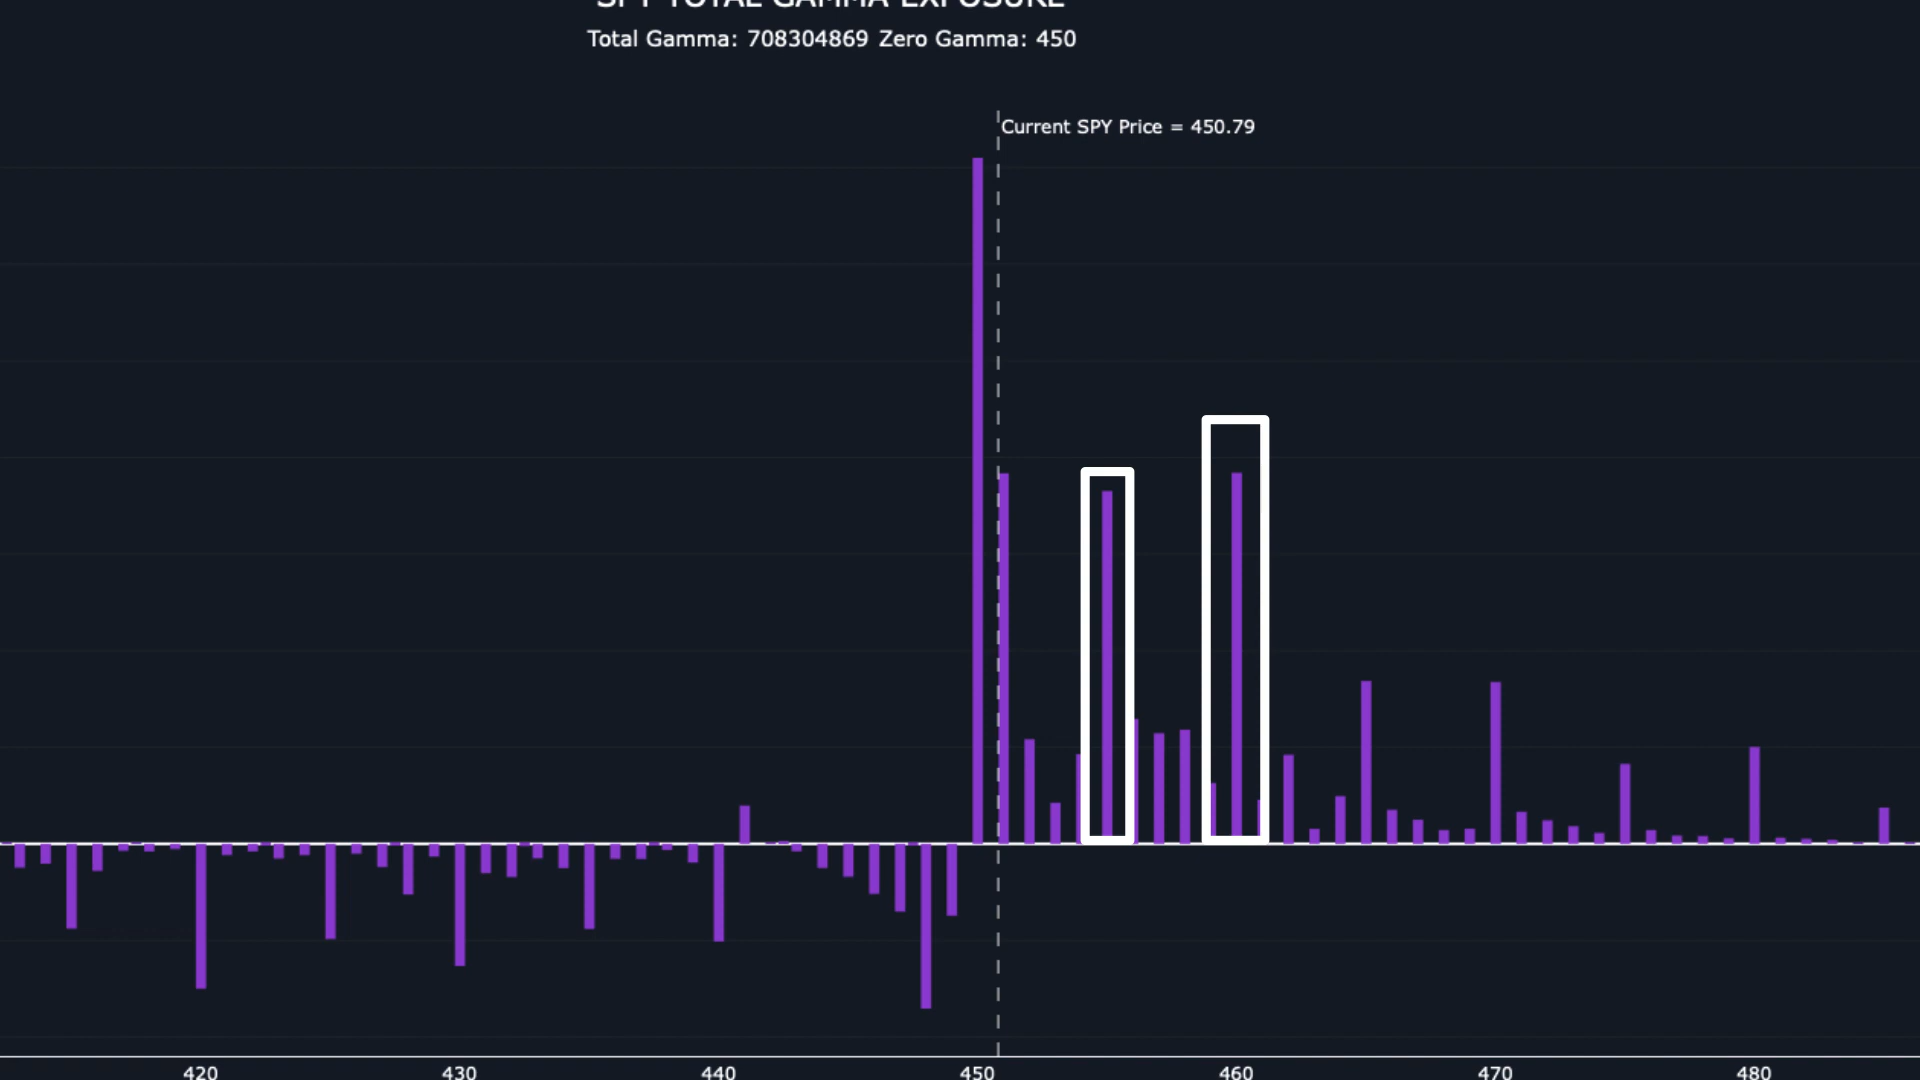 SPY TOTAL GAMMA EXPOSURE
Total Gamma: 708304869 Zero Gamma: 450
Current SPY Price = 450.79
420 430 440 450 460 470 480